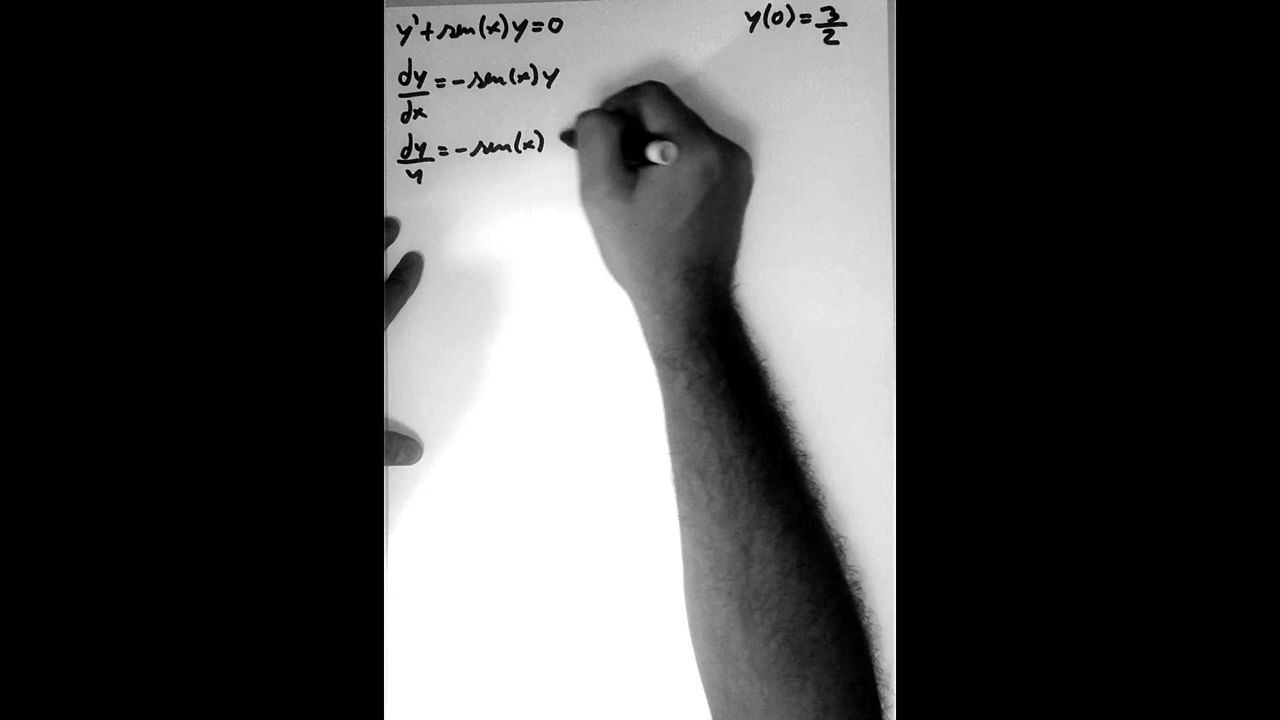 y' + sen(x) y = 0
y(0) = 3/2
dy/dx = - sen(x) y
dy/y = - sen(x)